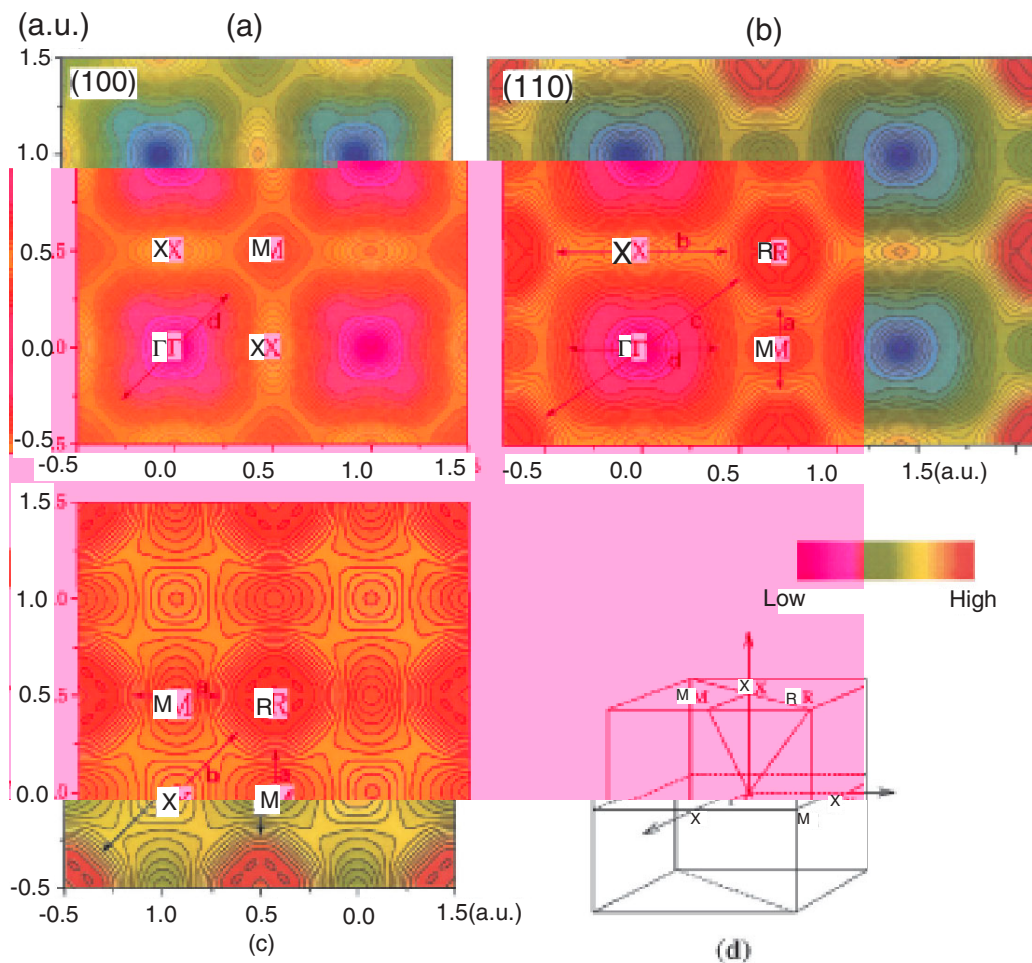 (a.u.)
(a)
(b)
1.5
(100)
(110)
1.0
0.5
X X
M M
X X
b
R R
d
c
a
0.0
Γ Γ
X X
Γ Γ
d
M M
-0.5
-0.5
0.0
0.5
1.0
1.5
-0.5
0.0
0.5
1.0
1.5(a.u.)
1.5
1.0
Low
High
0.5
M M
a
R R
b
a
M M
X X
R R
0.0
X
M
X
X
M
-0.5
-0.5
1.0
0.5
0.0
1.5(a.u.)
(c)
(d)